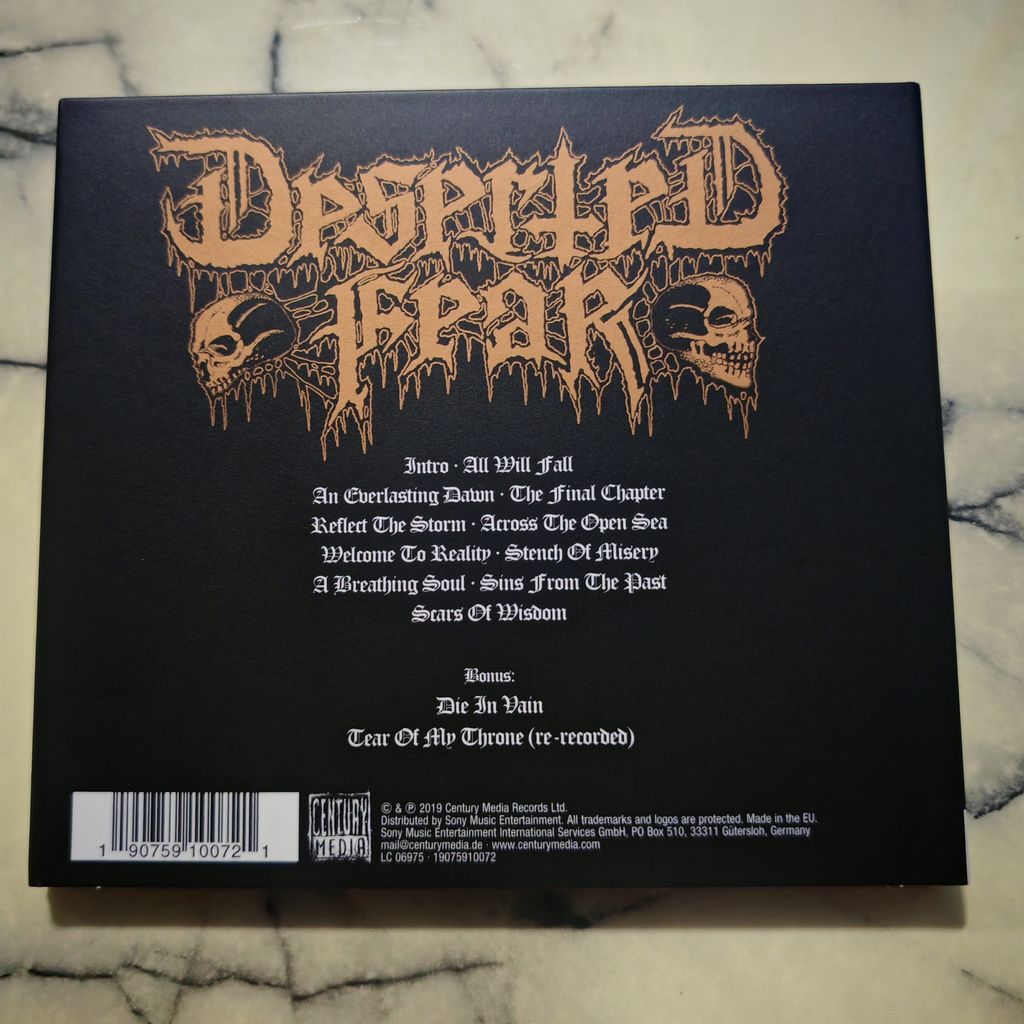 Deserted
Fear
Intro · All Will Fall
An Everlasting Dawn · The Final Chapter
Reflect The Storm · Across The Open Sea
Welcome To Reality · Stench Of Misery
A Breathing Soul · Sins From The Past
Scars Of Wisdom
Bonus:
Die In Vain
Tear Of My Throne (re-recorded)
1 90759 10072 1
CENTURY
MEDIA
© & ℗ 2019 Century Media Records Ltd.
Distributed by Sony Music Entertainment. All trademarks and logos are protected. Made in the EU.
Sony Music Entertainment International Services GmbH, PO Box 510, 33311 Gütersloh, Germany
mail@centurymedia.de · www.centurymedia.com
LC 06975 · 19075910072